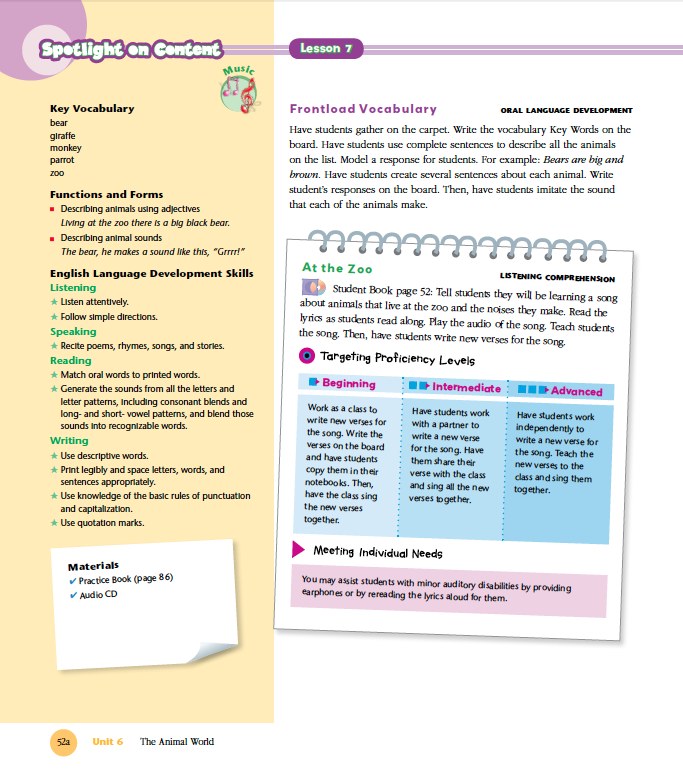 Spotlight on Content
Lesson 7
Music
Key Vocabulary
bear
giraffe
monkey
parrot
zoo
Functions and Forms
Describing animals using adjectives
Living at the zoo there is a big black bear.
Describing animal sounds
The bear, he makes a sound like this, "Grrrr!"
English Language Development Skills
Listening
★ Listen attentively.
★ Follow simple directions.
Speaking
★ Recite poems, rhymes, songs, and stories.
Reading
★ Match oral words to printed words.
★ Generate the sounds from all the letters and
letter patterns, including consonant blends and
long- and short- vowel patterns, and blend those
sounds into recognizable words.
Writing
★ Use descriptive words.
★ Print legibly and space letters, words, and
sentences appropriately.
★ Use knowledge of the basic rules of punctuation
and capitalization.
★ Use quotation marks.
Materials
✔ Practice Book (page 86)
✔ Audio CD
Frontload Vocabulary
ORAL LANGUAGE DEVELOPMENT
Have students gather on the carpet. Write the vocabulary Key Words on the
board. Have students use complete sentences to describe all the animals
on the list. Model a response for students. For example: Bears are big and
brown. Have students create several sentences about each animal. Write
student's responses on the board. Then, have students imitate the sound
that each of the animals make.
At the Zoo
LISTENING COMPREHENSION
Student Book page 52: Tell students they will be learning a song
about animals that live at the zoo and the noises they make. Read the
lyrics as students read along. Play the audio of the song. Teach students
the song. Then, have students write new verses for the song.
Targeting Proficiency Levels
Beginning
Work as a class to
write new verses for
the song. Write the
verses on the board
and have students
copy them in their
notebooks. Then,
have the class sing
the new verses
together.
Intermediate
Have students work
with a partner to
write a new verse
for the song. Have
them share their
verse with the class
and sing all the new
verses together.
Advanced
Have students work
independently to
write a new verse for
the song. Teach the
new verses to the
class and sing them
together.
Meeting Individual Needs
You may assist students with minor auditory disabilities by providing
earphones or by rereading the lyrics aloud for them.
52a
Unit 6
The Animal World